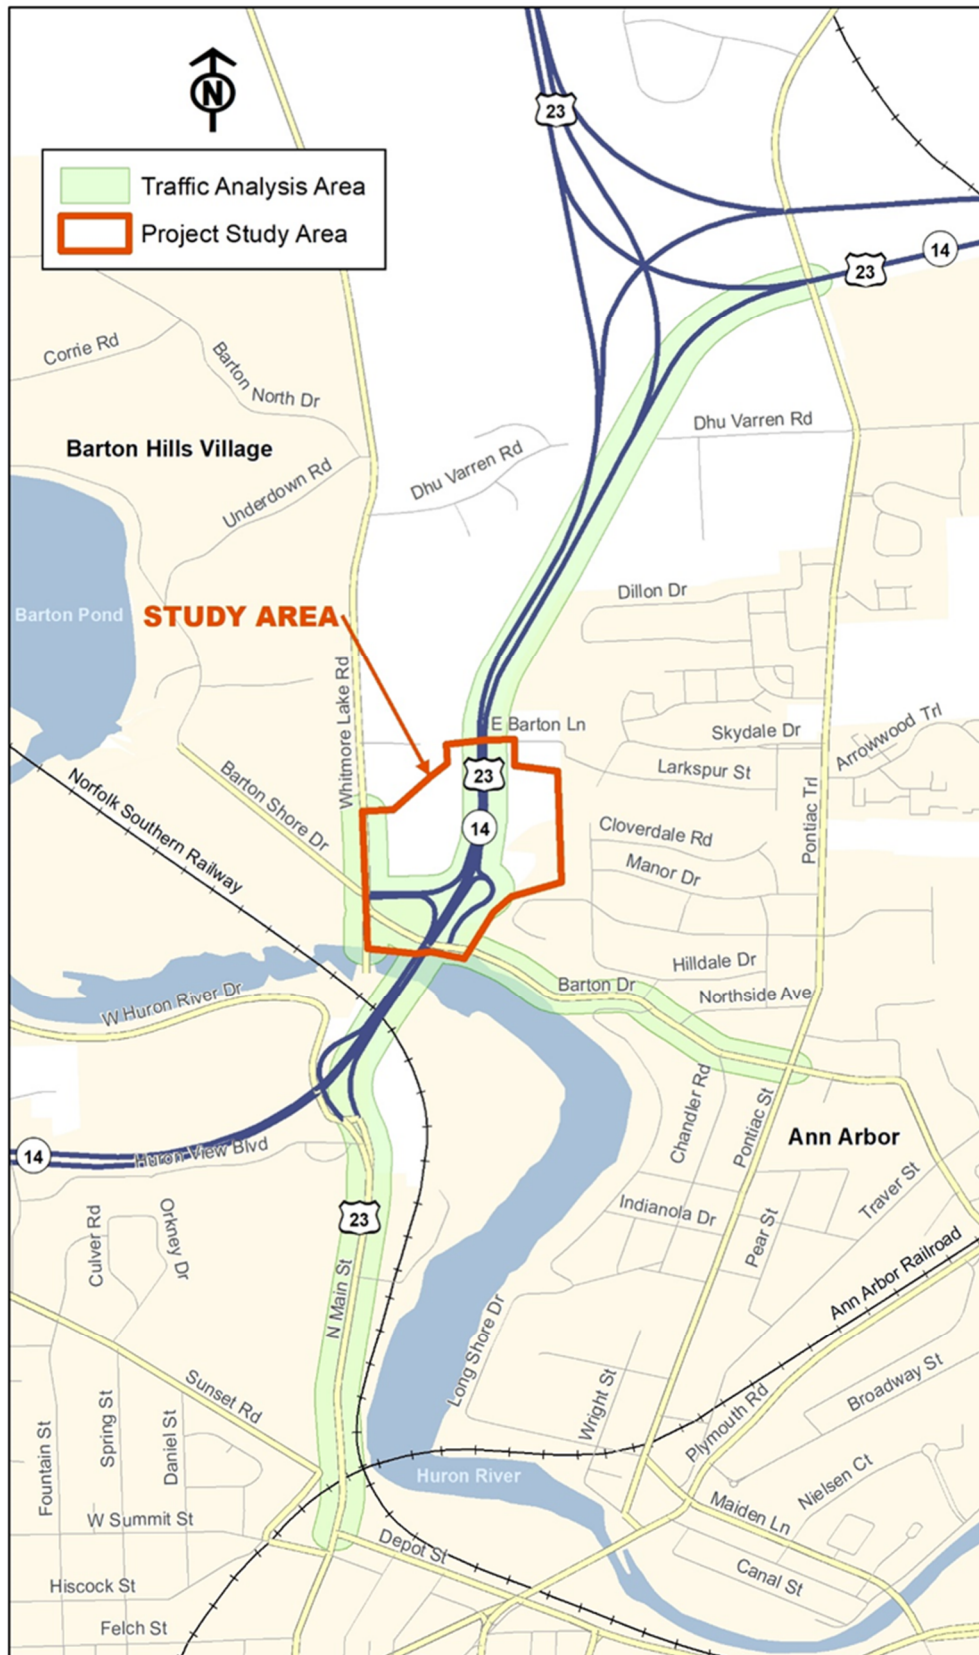 N
Traffic Analysis Area
Project Study Area
23
14
23
Corrie Rd
Barton North Dr
Dhu Varren Rd
Barton Hills Village
Dhu Varren Rd
Underdown Rd
Dillon Dr
Barton Pond
STUDY AREA
Whitmore Lake Rd
E Barton Ln
Skydale Dr
Arrowwood Trl
Larkspur St
23
Norfolk Southern Railway
Barton Shore Dr
14
Cloverdale Rd
Pontiac Trl
Manor Dr
Hilldale Dr
Barton Dr
Northside Ave
W Huron River Dr
Chandler Rd
Pontiac St
Ann Arbor
14
Huron View Blvd
Traver St
23
Indianola Dr
Pear St
Culver Rd
Orkney Dr
N Main St
Ann Arbor Railroad
Long Shore Dr
Sunset Rd
Wright St
Broadway St
Plymouth Rd
Fountain St
Spring St
Daniel St
Huron River
Nielsen Ct
Maiden Ln
W Summit St
Depot St
Canal St
Hiscock St
Felch St